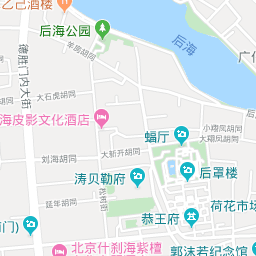 乙己酒楼
后海公园
羊房胡同
后海
广化
德胜门内大街
大石虎胡同
海皮影文化酒店
蝠厅
小翔凤胡同
大翔凤胡同
大新开胡同
刘海胡同
后罩楼
涛贝勒府
延年胡同
荷花市场
恭王府
门)
北京什刹海紫檀
郭沫若纪念馆